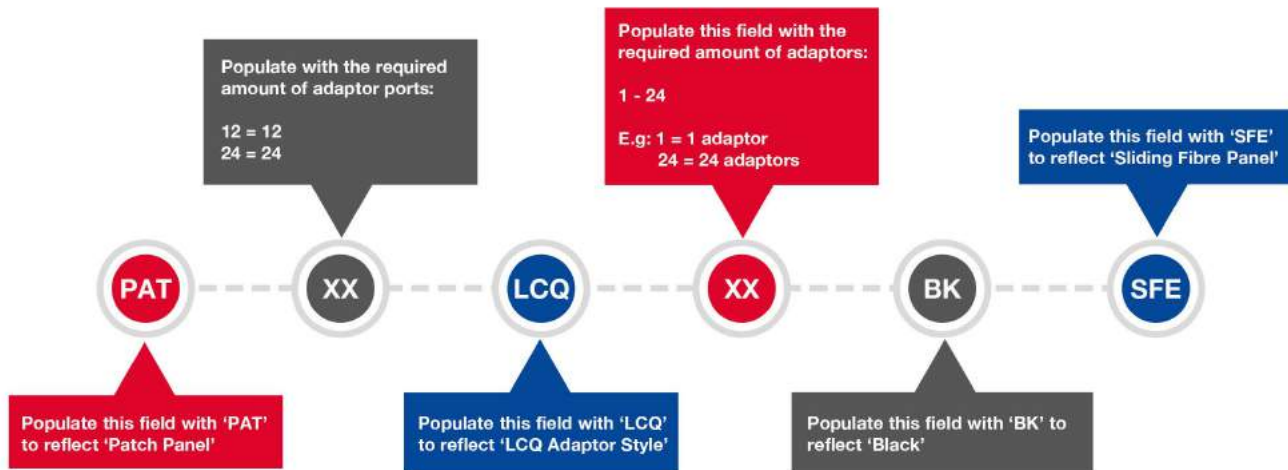 Populate with the required
amount of adaptor ports:
12 = 12
24 = 24
Populate this field with the
required amount of adaptors:
1 - 24
E.g: 1 = 1 adaptor
24 = 24 adaptors
Populate this field with ‘SFE’
to reflect ‘Sliding Fibre Panel’
PAT
XX
LCQ
XX
BK
SFE
Populate this field with ‘PAT’
to reflect ‘Patch Panel’
Populate this field with ‘LCQ’
to reflect ‘LCQ Adaptor Style’
Populate this field with ‘BK’ to
reflect ‘Black’